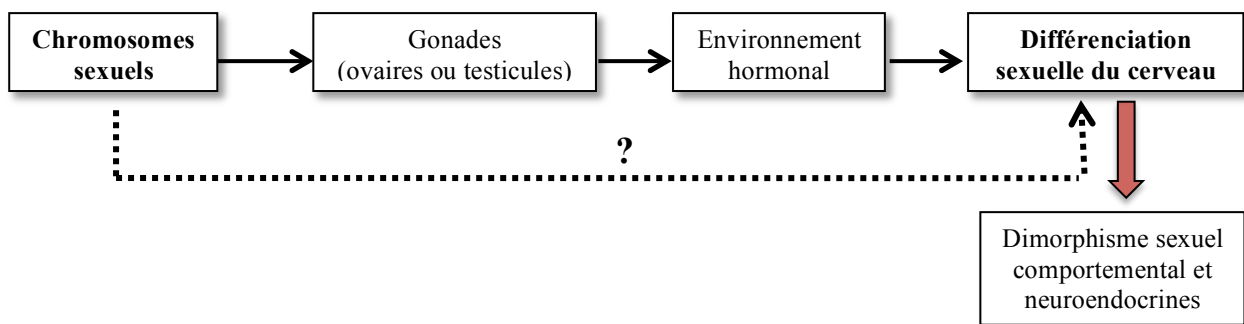 Chromosomes
sexuels
Gonades
(ovaires ou testicules)
Environnement
hormonal
Différenciation
sexuelle du cerveau
?
Dimorphisme sexuel
comportemental et
neuroendocrines